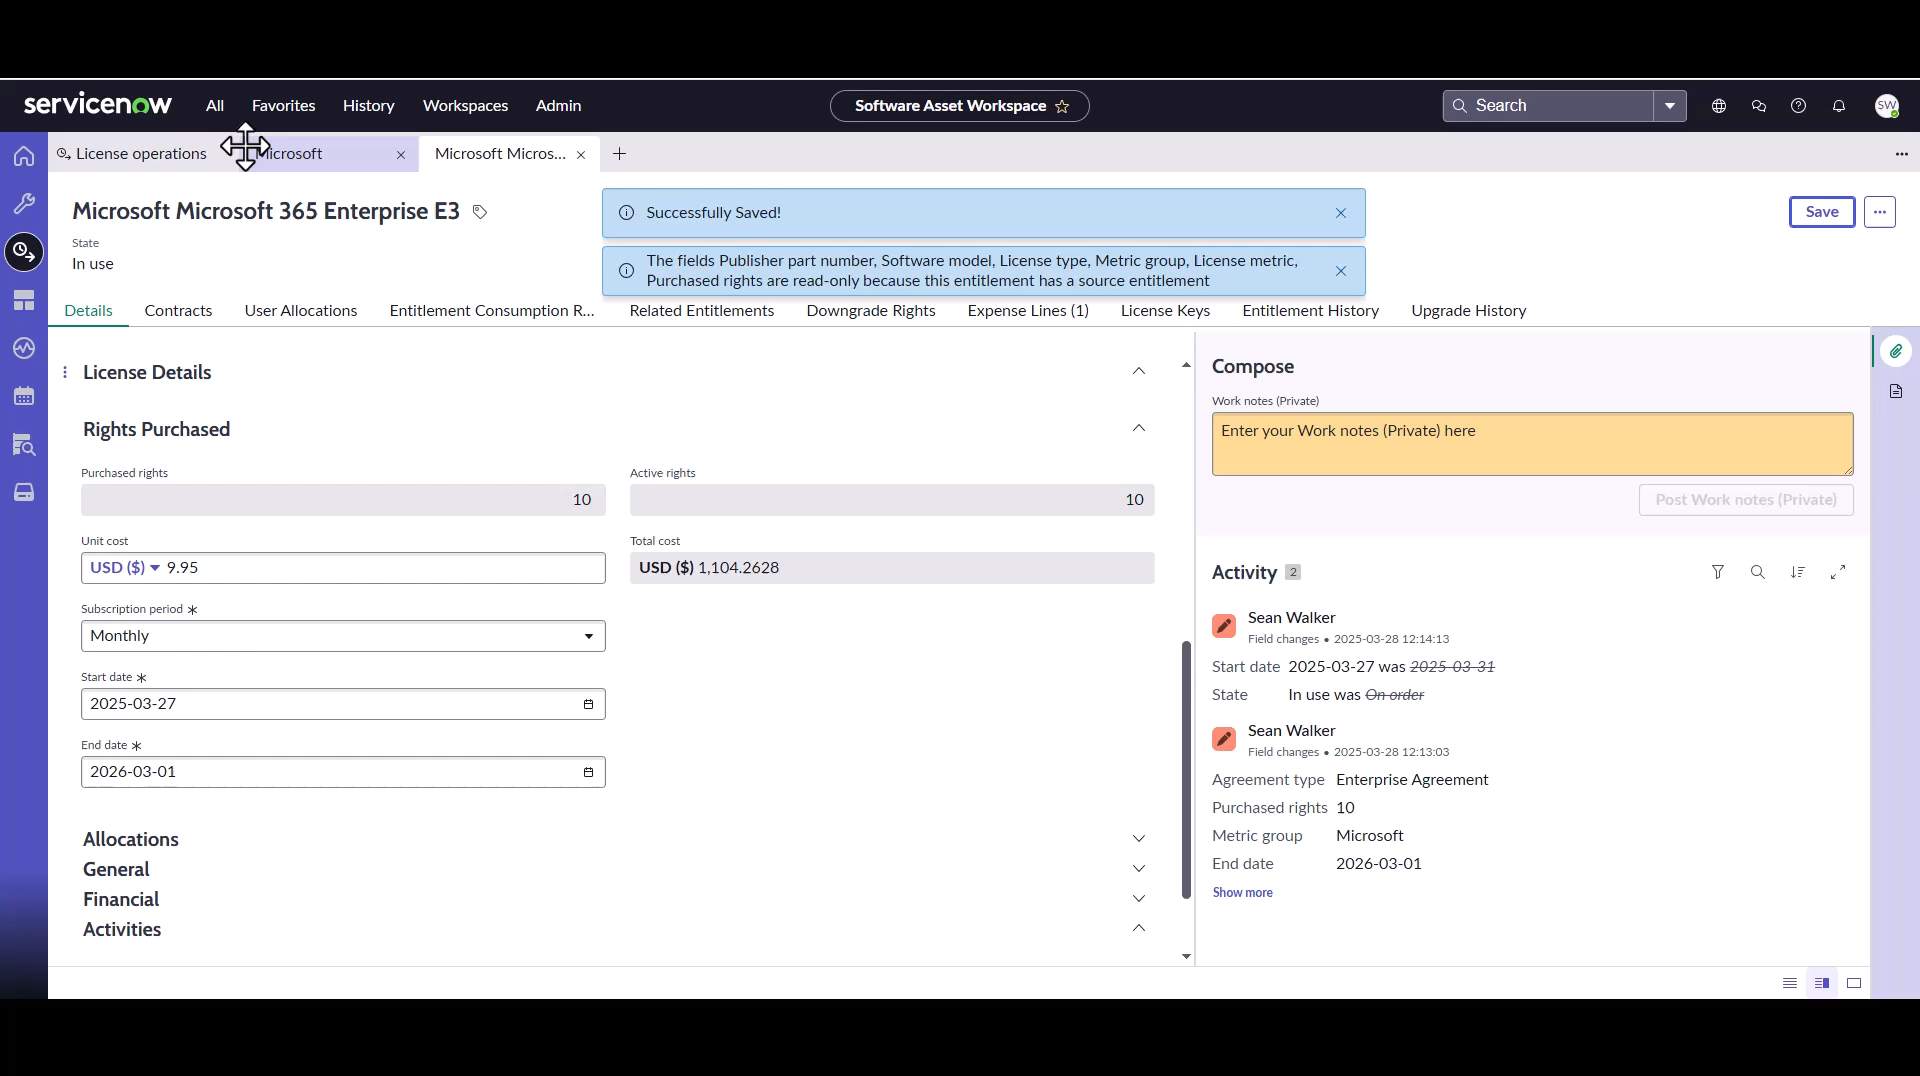 servicenow
All
Favorites
History
Workspaces
Admin
Software Asset Workspace
Search
SW
License operations
Microsoft
Microsoft Micros...
Microsoft Microsoft 365 Enterprise E3
State
In use
Successfully Saved!
The fields Publisher part number, Software model, License type, Metric group, License metric,
Purchased rights are read-only because this entitlement has a source entitlement
Save
Details
Contracts
User Allocations
Entitlement Consumption R...
Related Entitlements
Downgrade Rights
Expense Lines (1)
License Keys
Entitlement History
Upgrade History
License Details
Rights Purchased
Purchased rights
10
Active rights
10
Unit cost
USD ($) 9.95
Total cost
USD ($) 1,104.2628
Subscription period
Monthly
Start date
2025-03-27
End date
2026-03-01
Allocations
General
Financial
Activities
Compose
Work notes (Private)
Enter your Work notes (Private) here
Post Work notes (Private)
Activity 2
Sean Walker
Field changes • 2025-03-28 12:14:13
Start date 2025-03-27 was 2025-03-31
State In use was On order
Sean Walker
Field changes • 2025-03-28 12:13:03
Agreement type Enterprise Agreement
Purchased rights 10
Metric group Microsoft
End date 2026-03-01
Show more